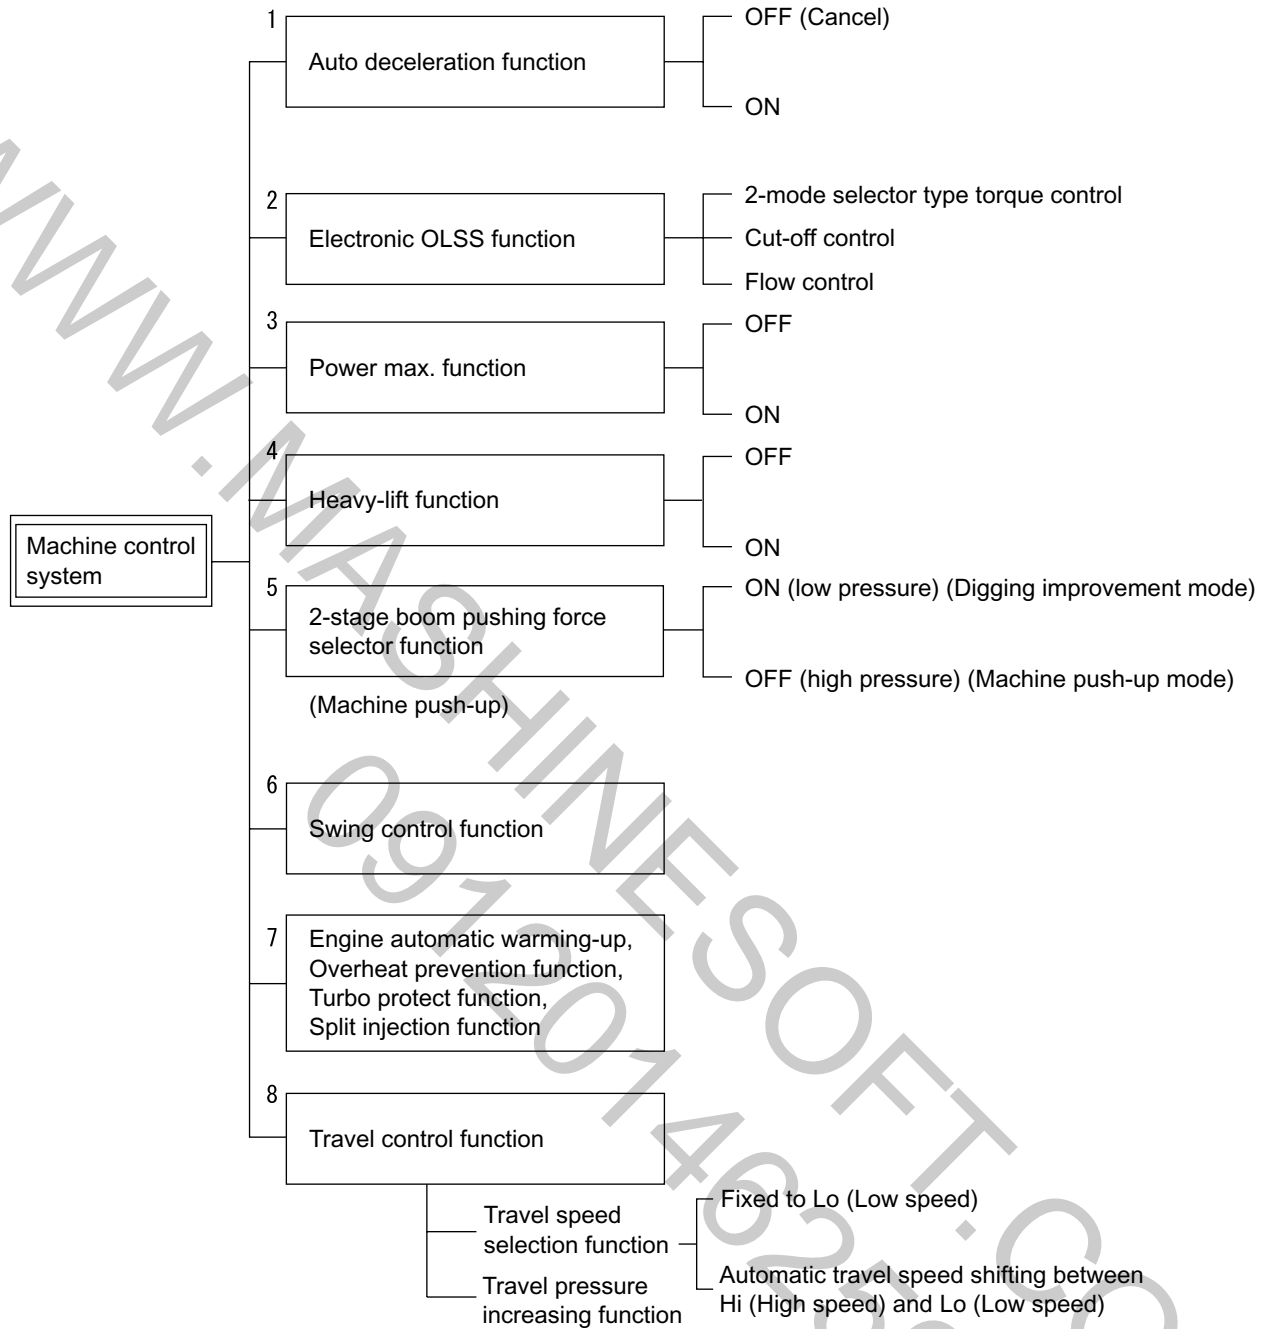 1
Auto deceleration function
OFF (Cancel)
ON
2
Electronic OLSS function
2-mode selector type torque control
Cut-off control
Flow control
3
Power max. function
OFF
ON
4
Heavy-lift function
OFF
ON
Machine control
system
5
2-stage boom pushing force
selector function
(Machine push-up)
ON (low pressure) (Digging improvement mode)
OFF (high pressure) (Machine push-up mode)
6
Swing control function
7
Engine automatic warming-up,
Overheat prevention function,
Turbo protect function,
Split injection function
8
Travel control function
Travel speed
selection function
Fixed to Lo (Low speed)
Automatic travel speed shifting between
Hi (High speed) and Lo (Low speed)
Travel pressure
increasing function
WWW.MASHINESOFT.CO
091201462